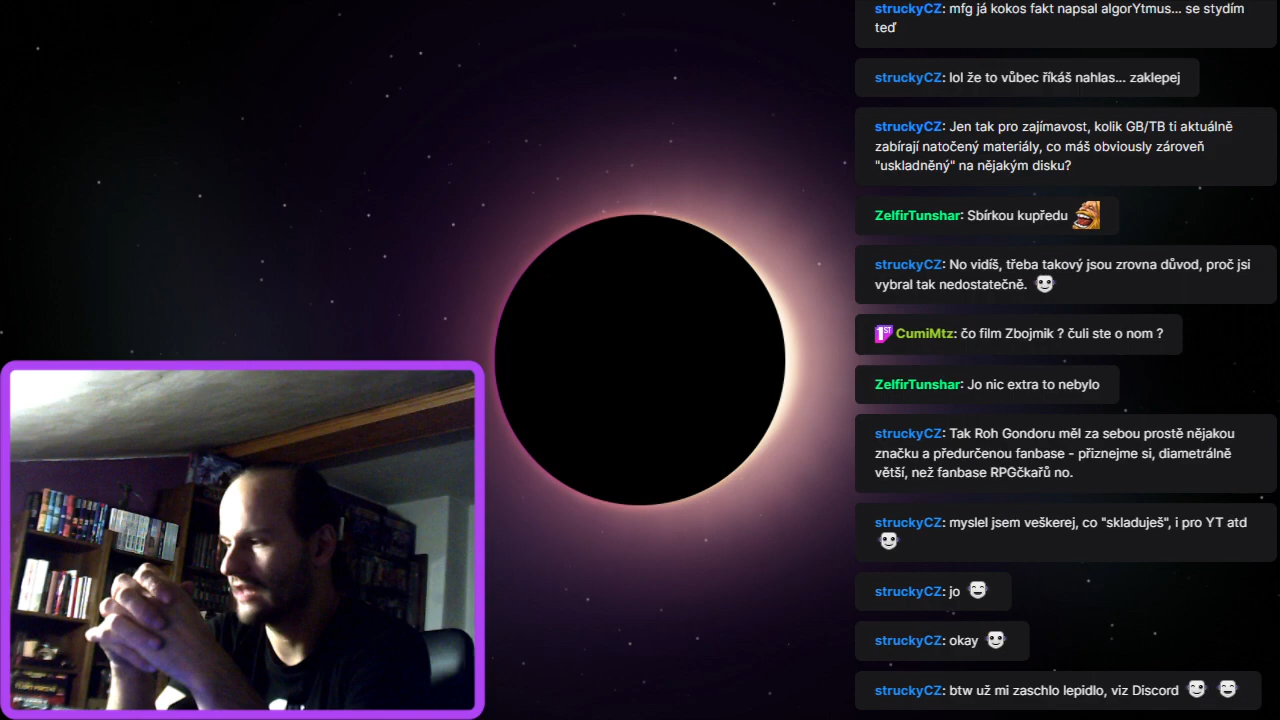 struckyCZ: mfg já kokos fakt napsal algorYtmus... se stydím
teď
struckyCZ: lol že to vůbec říkáš nahlas... zaklepej
struckyCZ: Jen tak pro zajímavost, kolik GB/TB ti aktuálně
zabírají natočený materiály, co máš obviously zároveň
"uskladněný" na nějakým disku?
ZelfirTunshar: Sbírkou kupředu
struckyCZ: No vidíš, třeba takový jsou zrovna důvod, proč jsi
vybral tak nedostatečně.
1ST CumiMtz: čo film Zbojmik ? čuli ste o nom ?
ZelfirTunshar: Jo nic extra to nebylo
struckyCZ: Tak Roh Gondoru měl za sebou prostě nějakou
značku a předurčenou fanbase - přiznejme si, diametrálně
větší, než fanbase RPGčkařů no.
struckyCZ: myslel jsem veškerej, co "skladuješ", i pro YT atd
struckyCZ: jo
struckyCZ: okay
struckyCZ: btw už mi zaschlo lepidlo, viz Discord